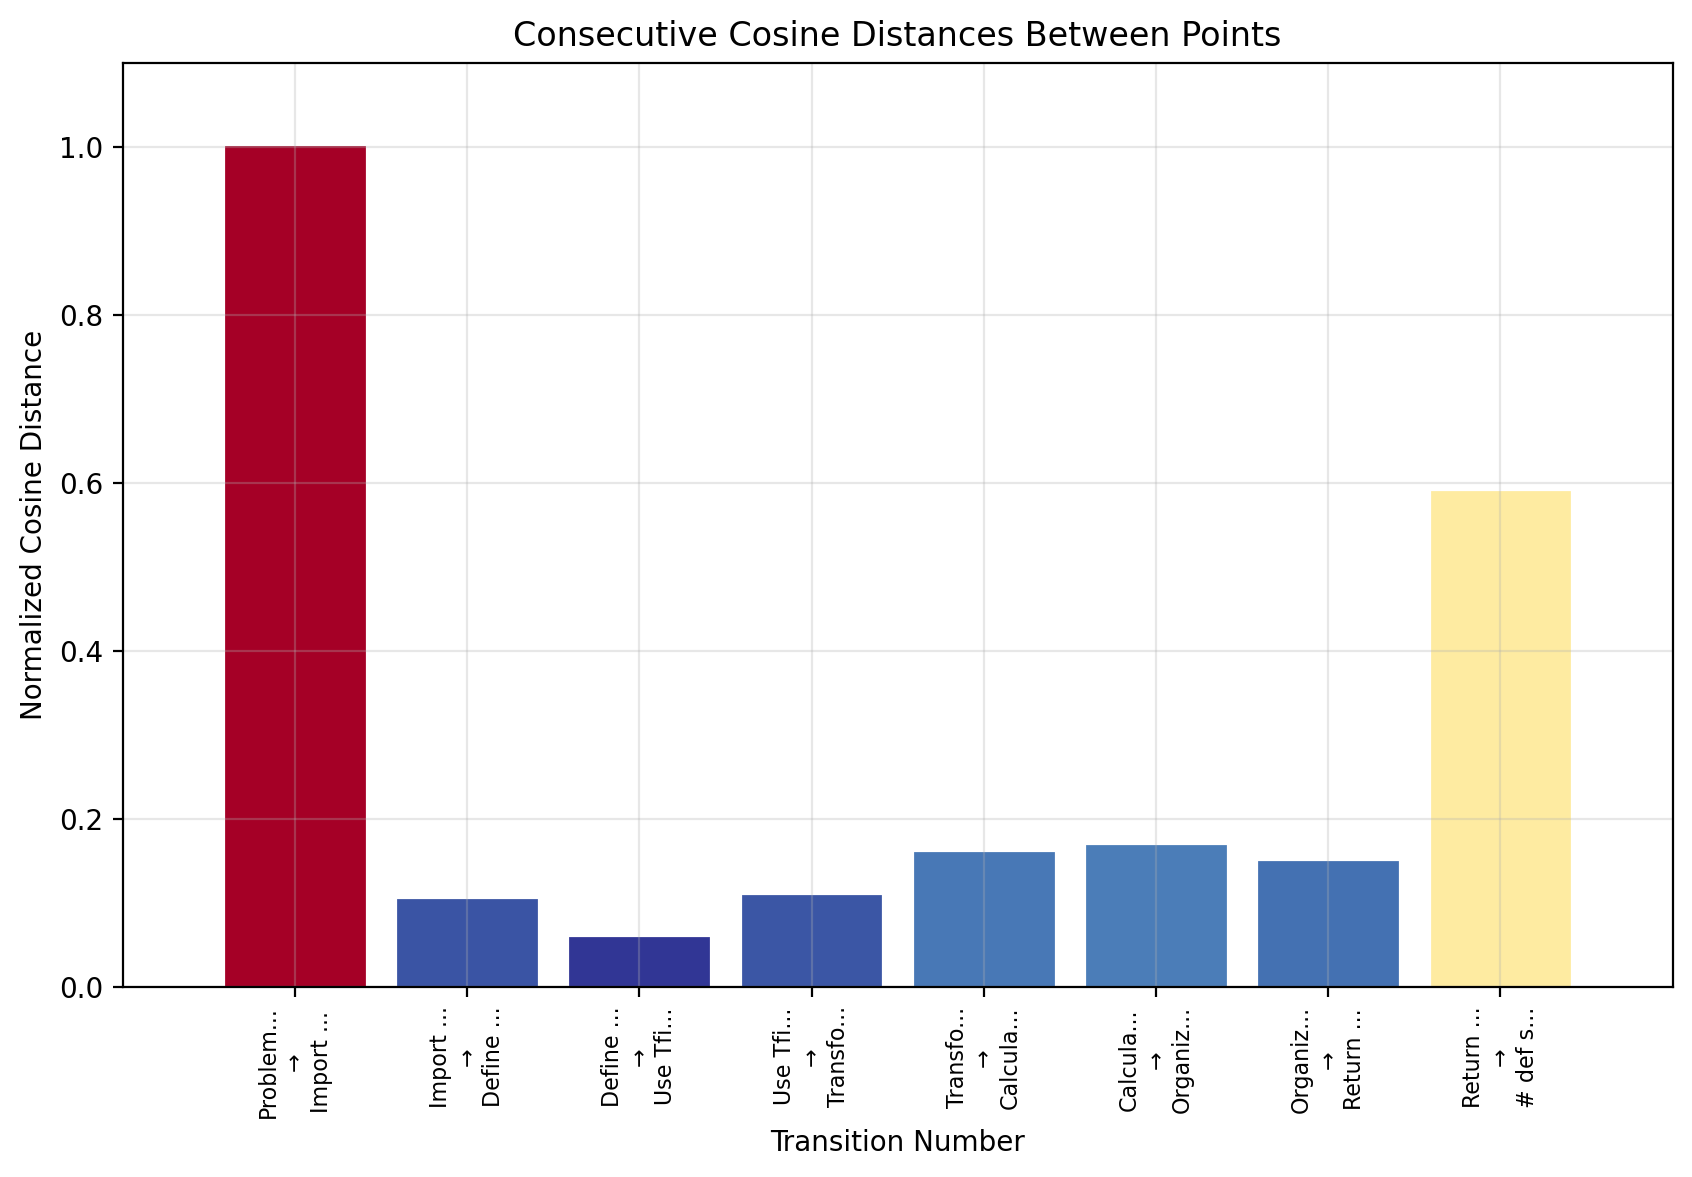 Consecutive Cosine Distances Between Points
Normalized Cosine Distance
1.0
0.8
0.6
0.4
0.2
0.0
Problem...
→
Import ...
Import ...
→
Define ...
Define ...
→
Use Tfi...
Use Tfi...
→
Transfo...
Transfo...
→
Calcula...
Calcula...
→
Organiz...
Organiz...
→
Return ...
Return ...
→
# def s...
Transition Number